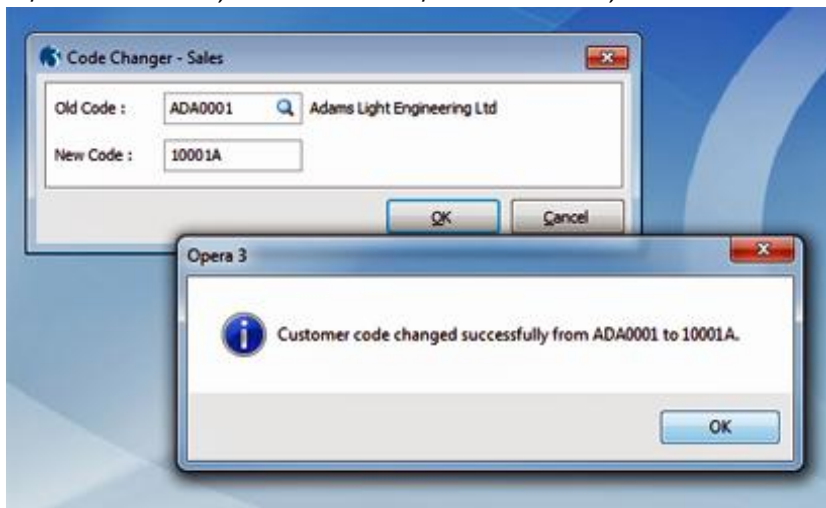 Code Changer - Sales
Old Code : ADA0001 Adams Light Engineering Ltd
New Code : 10001A
OK Cancel
Opera 3
Customer code changed successfully from ADA0001 to 10001A.
OK